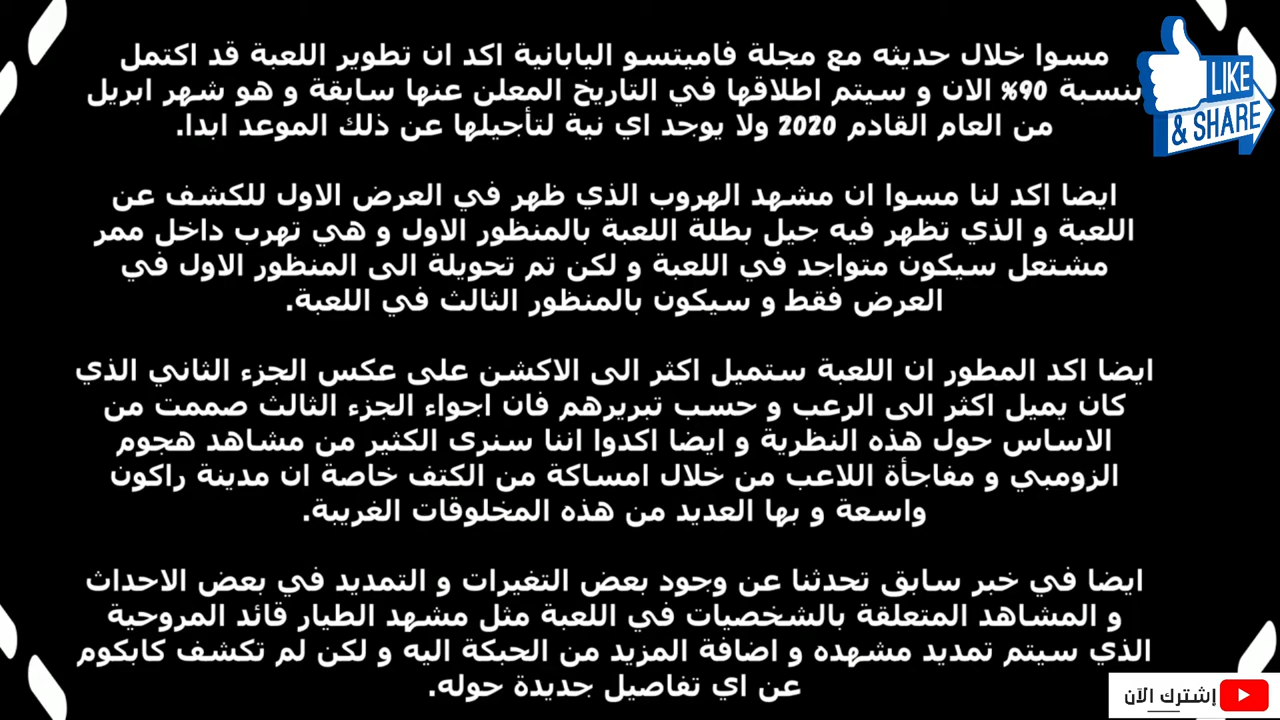 مسوا خلال حديثه مع مجلة فاميتسو اليابانية اكد ان تطوير اللعبة قد اكتمل
بنسبة 90% الان و سيتم اطلاقها في التاريخ المعلن عنها سابقة و هو شهر ابريل
من العام القادم 2020 ولا يوجد اي نية لتأجيلها عن ذلك الموعد ابدا.
ايضا اكد لنا مسوا ان مشهد الهروب الذي ظهر في العرض الاول للكشف عن
اللعبة و الذي تظهر فيه جيل بطلة اللعبة بالمنظور الاول و هي تهرب داخل ممر
مشتعل سيكون متواجد في اللعبة و لكن تم تحويلة الى المنظور الاول في
العرض فقط و سيكون بالمنظور الثالث في اللعبة.
ايضا اكد المطور ان اللعبة ستميل اكثر الى الاكشن على عكس الجزء الثاني الذي
كان يميل اكثر الى الرعب و حسب تبريرهم فان اجواء الجزء الثالث صممت من
الاساس حول هذه النظرية و ايضا اكدوا اننا سنرى الكثير من مشاهد هجوم
الزومبي و مفاجأة اللاعب من خلال امساكة من الكتف خاصة ان مدينة راكون
واسعة و بها العديد من هذه المخلوقات الغريبة.
ايضا في خبر سابق تحدثنا عن وجود بعض التغيرات و التمديد في بعض الاحداث
و المشاهد المتعلقة بالشخصيات في اللعبة مثل مشهد الطيار قائد المروحية
الذي سيتم تمديد مشهده و اضافة المزيد من الحبكة اليه و لكن لم تكشف كابكوم
عن اي تفاصيل جديدة حوله.
LIKE
& SHARE
إشترك الآن